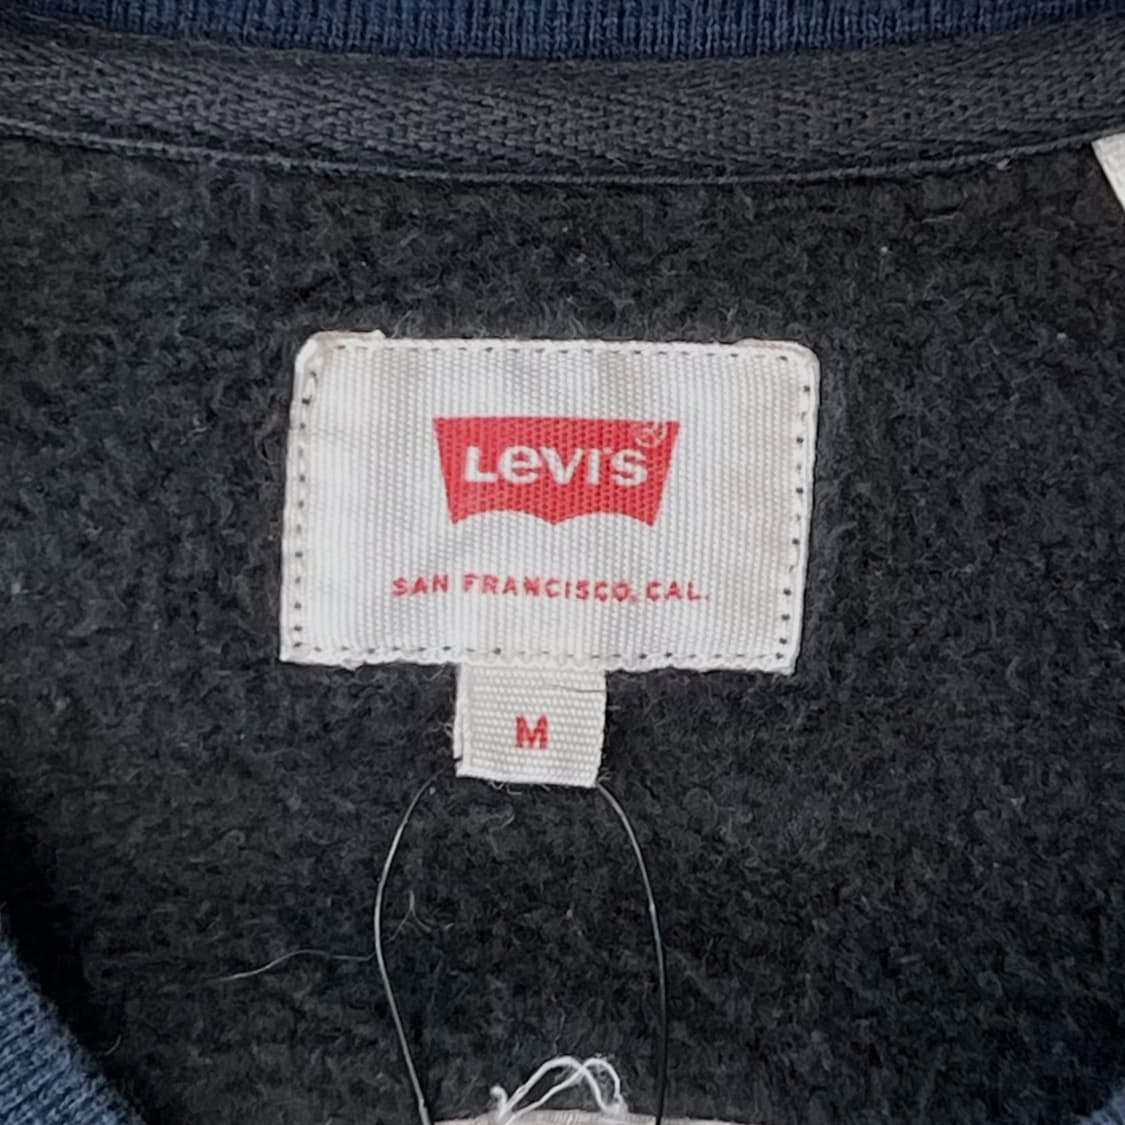 Levi's®
SAN FRANCISCO, CAL.
M